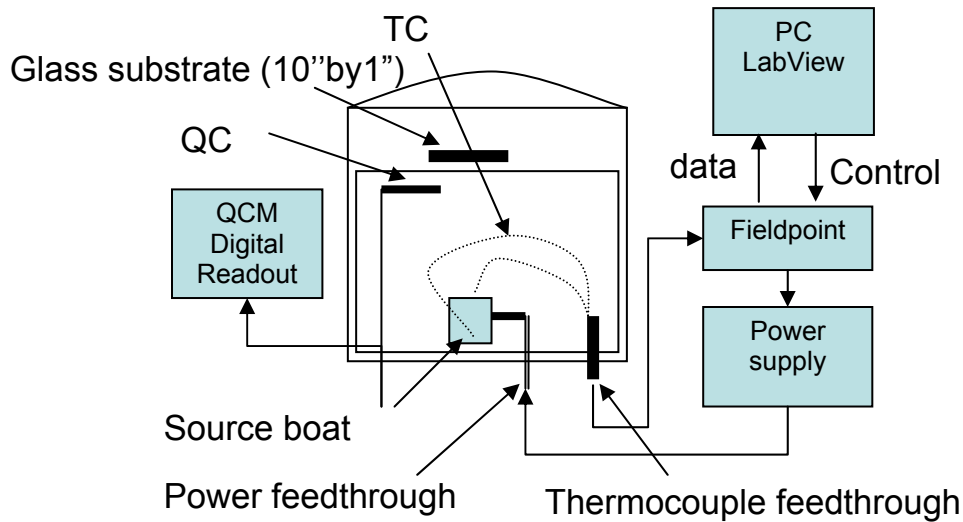 TC
Glass substrate (10’’by1”)
QC
QCM
Digital
Readout
PC
LabView
data
Control
Fieldpoint
Power
supply
Source boat
Power feedthrough
Thermocouple feedthrough